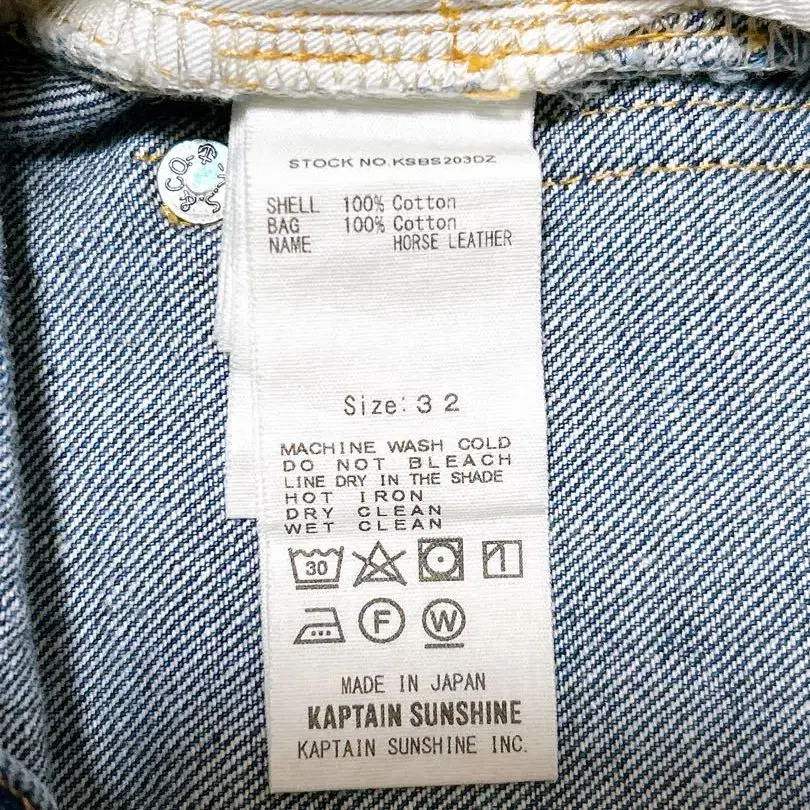 STOCK NO.KSBS203DZ
SHELL 100% Cotton
BAG 100% Cotton
NAME HORSE LEATHER
Size:32
MACHINE WASH COLD
DO NOT BLEACH
LINE DRY IN THE SHADE
HOT IRON
DRY CLEAN
WET CLEAN
30
F W
MADE IN JAPAN
KAPTAIN SUNSHINE
KAPTAIN SUNSHINE INC.
CO.